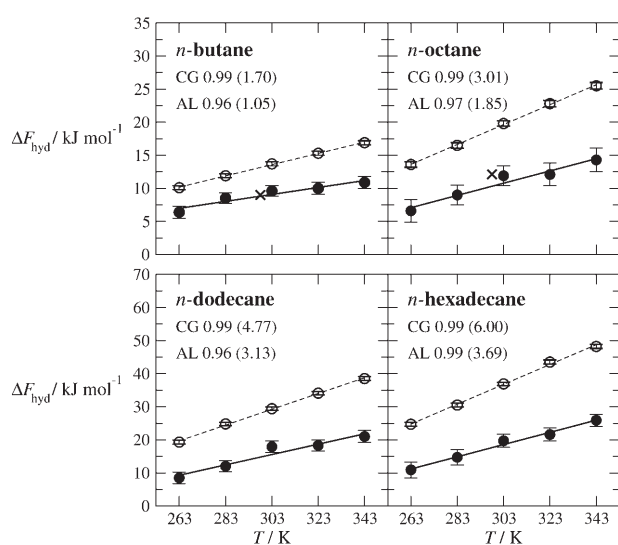 35
30
25
20
15
10
5
0
ΔF_hyd / kJ mol⁻¹
n-butane
CG 0.99 (1.70)
AL 0.96 (1.05)
n-octane
CG 0.99 (3.01)
AL 0.97 (1.85)
70
60
50
40
30
20
10
0
ΔF_hyd / kJ mol⁻¹
n-dodecane
CG 0.99 (4.77)
AL 0.96 (3.13)
n-hexadecane
CG 0.99 (6.00)
AL 0.99 (3.69)
263 283 303 323 343
263 283 303 323 343
T / K
T / K